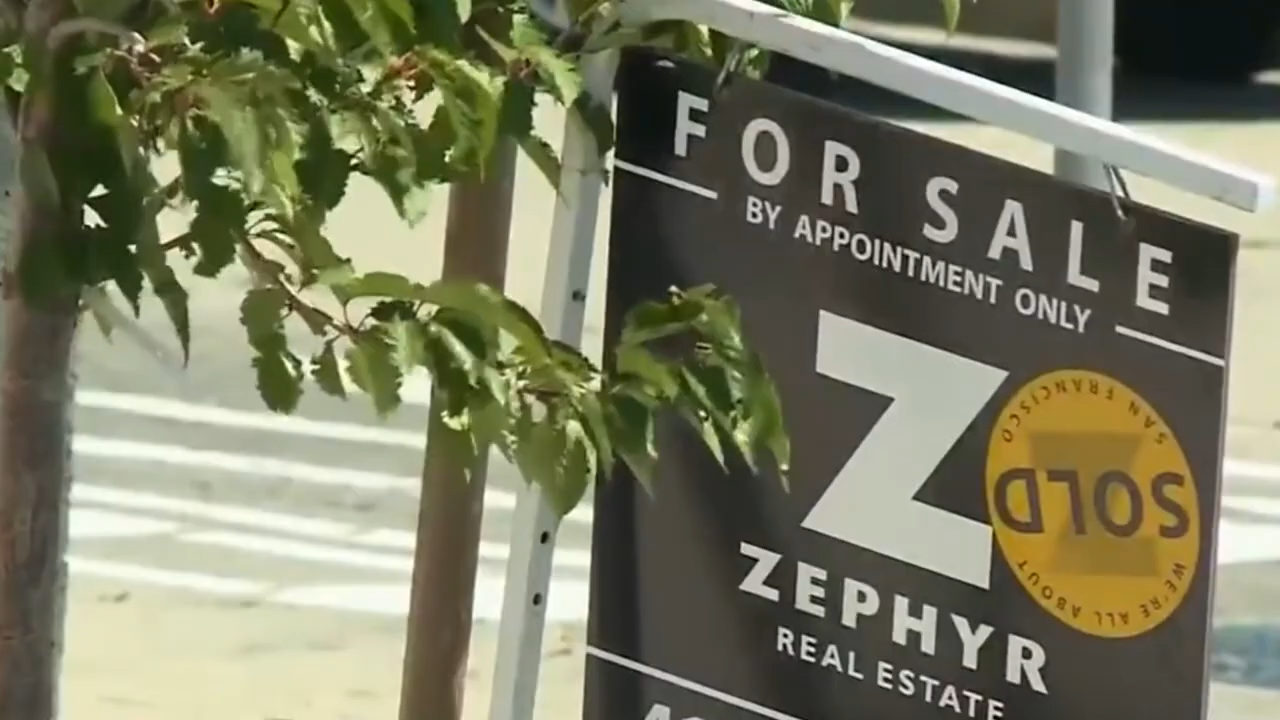 FOR SALE
BY APPOINTMENT ONLY
Z
ZEPHYR
REAL ESTATE
WE'RE ALL ABOUT
SOLD
SAN FRANCISCO